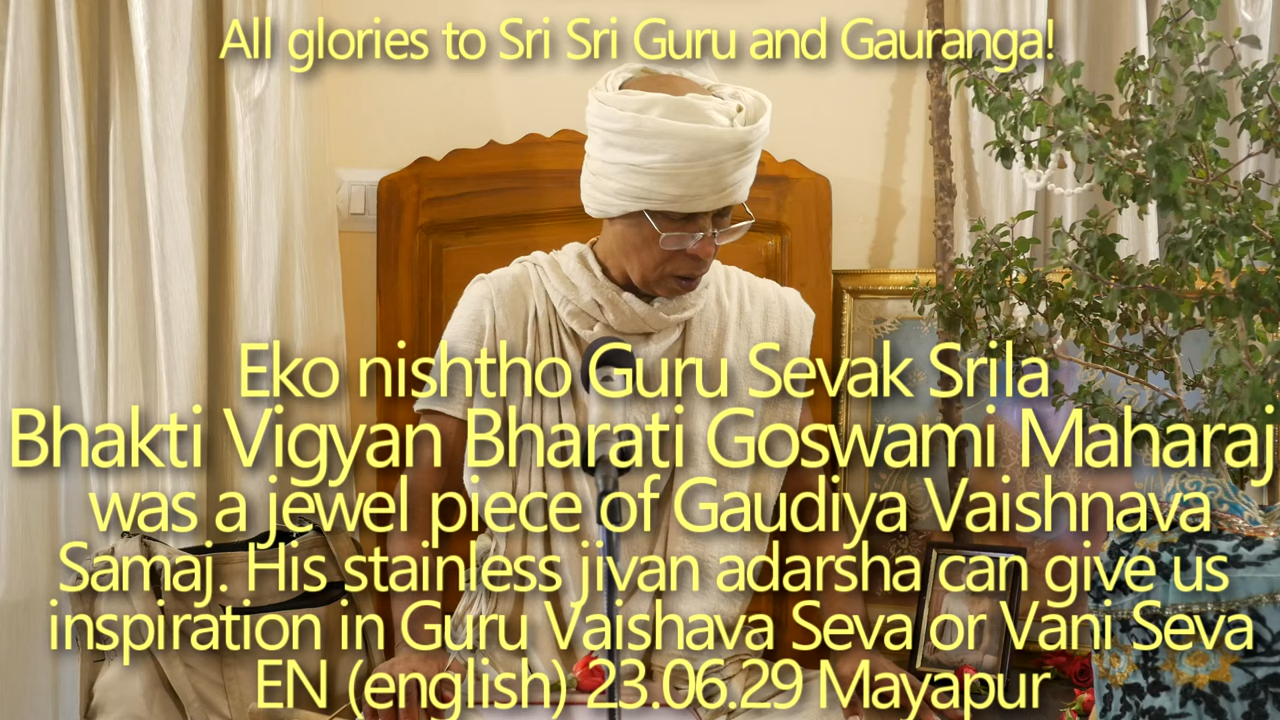 All glories to Sri Sri Guru and Gauranga!
Eko nishtho Guru Sevak Srila
Bhakti Vigyan Bharati Goswami Maharaj
was a jewel piece of Gaudiya Vaishnava
Samaj. His stainless jivan adarsha can give us
inspiration in Guru Vaishava Seva or Vani Seva
EN (english) 23.06.29 Mayapur